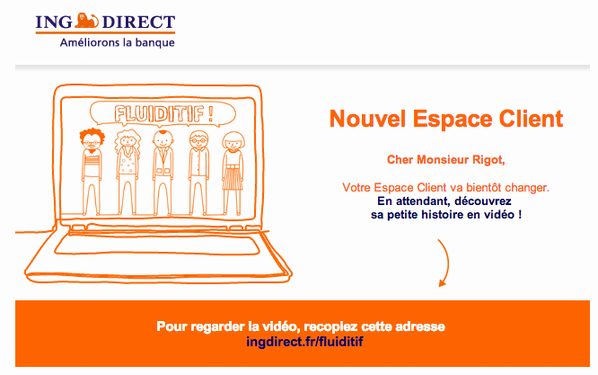 ING DIRECT
Améliorons la banque
FLUIDITIF !
Nouvel Espace Client
Cher Monsieur Rigot,
Votre Espace Client va bientôt changer.
En attendant, découvrez
sa petite histoire en vidéo !
Pour regarder la vidéo, recopiez cette adresse
ingdirect.fr/fluiditif